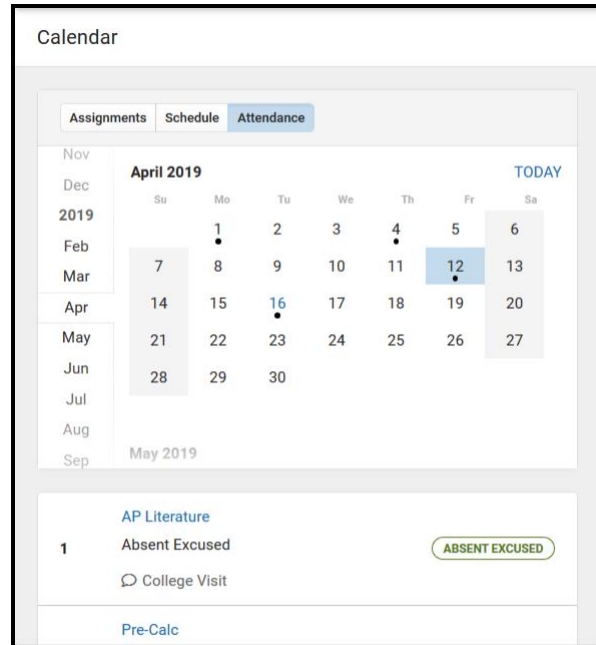 Calendar
Assignments Schedule Attendance
Nov
Dec
2019
Feb
Mar
Apr
May
Jun
Jul
Aug
Sep
April 2019 TODAY
Su Mo Tu We Th Fr Sa
1 2 3 4 5 6
7 8 9 10 11 12 13
14 15 16 17 18 19 20
21 22 23 24 25 26 27
28 29 30
May 2019
AP Literature
1 Absent Excused ABSENT EXCUSED
College Visit
Pre-Calc